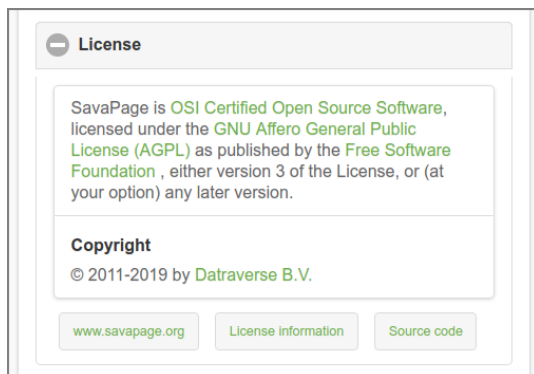 License
SavaPage is OSI Certified Open Source Software,
licensed under the GNU Affero General Public
License (AGPL) as published by the Free Software
Foundation , either version 3 of the License, or (at
your option) any later version.
Copyright
© 2011-2019 by Datraverse B.V.
www.savapage.org License information Source code